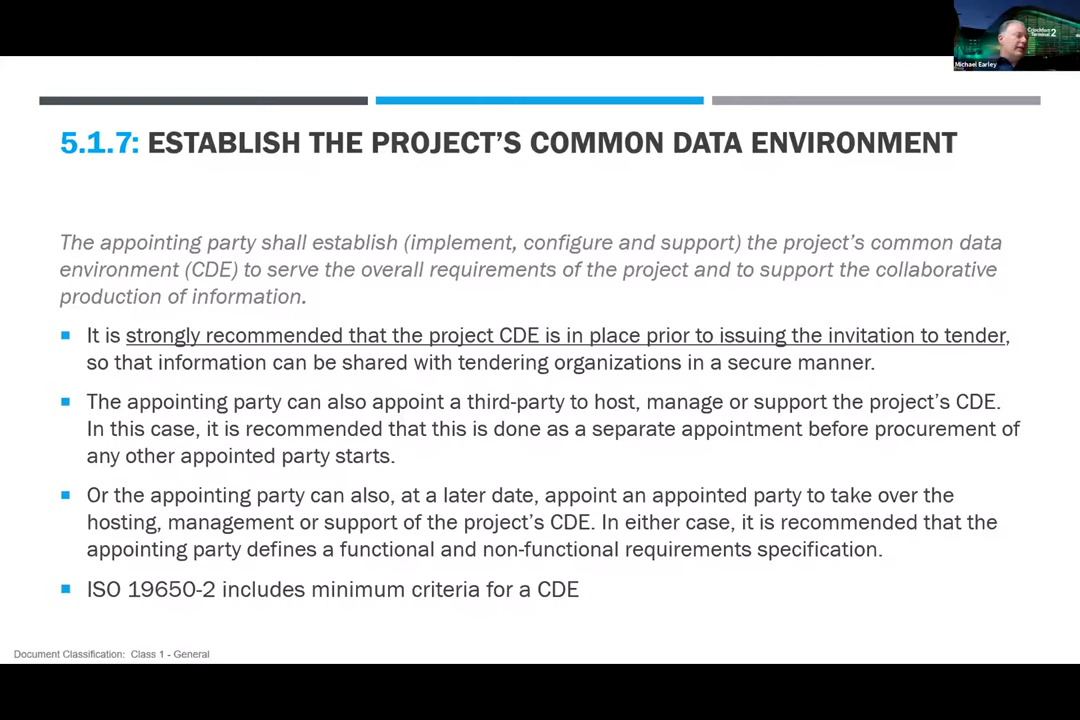 Terminal 2
Michael Earley
5.1.7: ESTABLISH THE PROJECT'S COMMON DATA ENVIRONMENT
The appointing party shall establish (implement, configure and support) the project's common data
environment (CDE) to serve the overall requirements of the project and to support the collaborative
production of information.
It is strongly recommended that the project CDE is in place prior to issuing the invitation to tender,
so that information can be shared with tendering organizations in a secure manner.
The appointing party can also appoint a third-party to host, manage or support the project's CDE.
In this case, it is recommended that this is done as a separate appointment before procurement of
any other appointed party starts.
Or the appointing party can also, at a later date, appoint an appointed party to take over the
hosting, management or support of the project's CDE. In either case, it is recommended that the
appointing party defines a functional and non-functional requirements specification.
ISO 19650-2 includes minimum criteria for a CDE
Document Classification: Class 1 - General